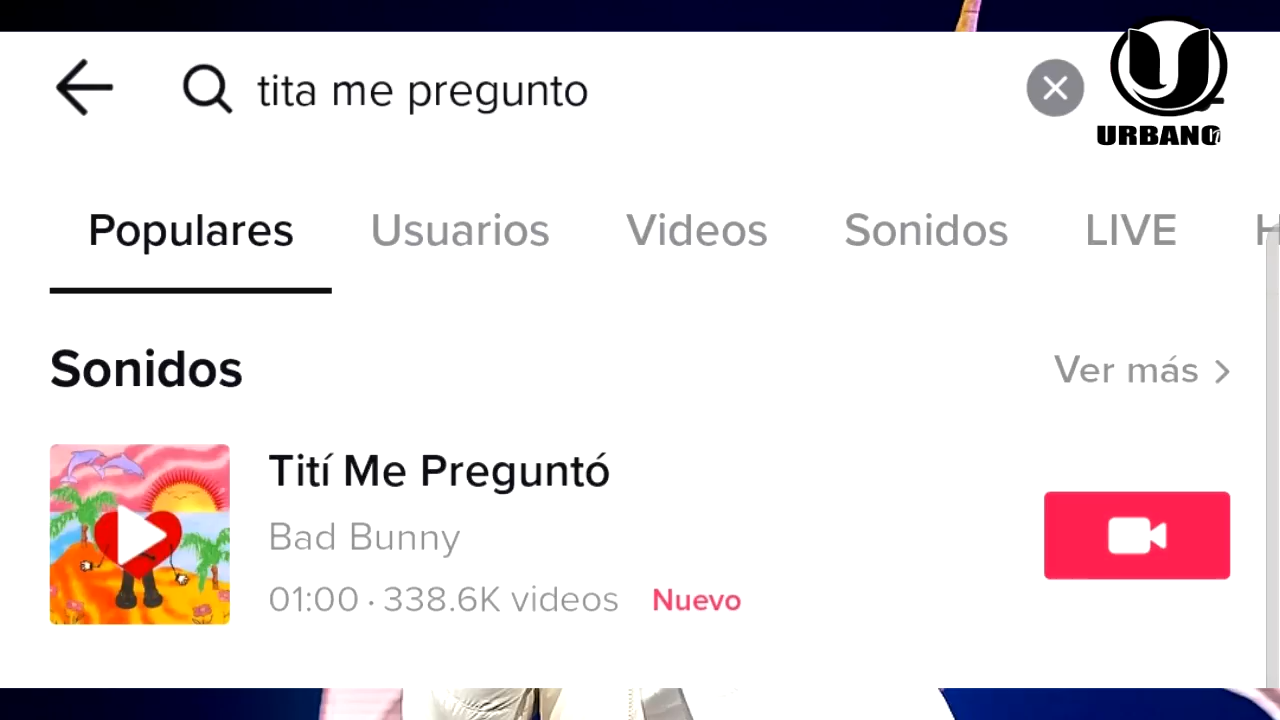 tita me pregunto
URBANO
Populares Usuarios Videos Sonidos LIVE
Sonidos Ver más
Tití Me Preguntó
Bad Bunny
01:00 · 338.6K videos Nuevo